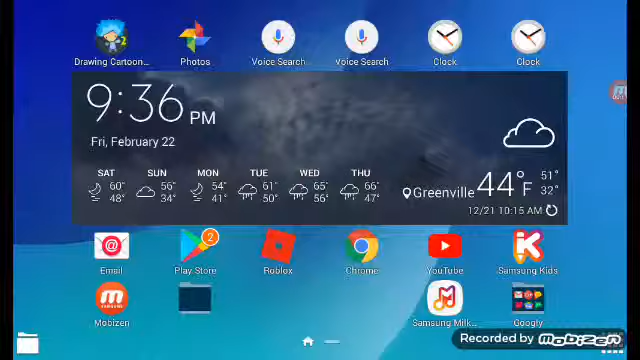 Drawing Cartoon...
Photos
Voice Search
Voice Search
Clock
Clock
9:36 PM
Fri, February 22
SAT
SUN
MON
TUE
WED
THU
60°
48°
56°
34°
54°
41°
61°
50°
65°
56°
66°
47°
Greenville
44°F
51°
32°
12/21 10:15 AM
Email
2
Play Store
Roblox
Chrome
YouTube
Samsung Kids
Mobizen
Samsung Milk...
Googly
Recorded by Mobizen